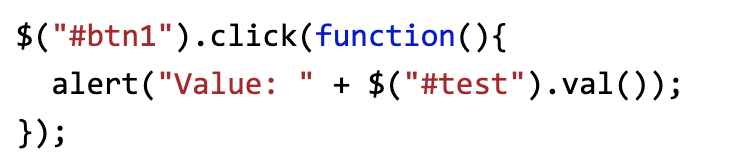 $("#btn1").click(function(){
  alert("Value: " + $("#test").val());
});